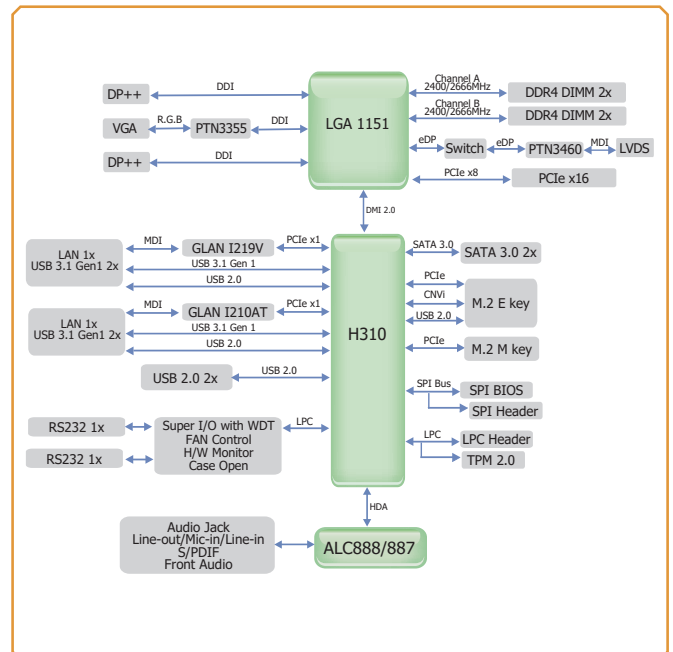 DP++
DDI
VGA
R.G.B
PTN3355
DDI
DP++
DDI
LGA 1151
Channel A
2400/2666MHz
DDR4 DIMM 2x
Channel B
2400/2666MHz
DDR4 DIMM 2x
eDP
Switch
eDP
PTN3460
MDI
LVDS
PCIe x8
PCIe x16
DMI 2.0
LAN 1x
USB 3.1 Gen1 2x
MDI
GLAN I219V
PCIe x1
USB 3.1 Gen 1
USB 2.0
LAN 1x
USB 3.1 Gen1 2x
MDI
GLAN I210AT
PCIe x1
USB 3.1 Gen 1
USB 2.0
USB 2.0 2x
USB 2.0
RS232 1x
RS232 1x
Super I/O with WDT
FAN Control
H/W Monitor
Case Open
LPC
H310
SATA 3.0
SATA 3.0 2x
PCIe
CNVi
USB 2.0
M.2 E key
PCIe
M.2 M key
SPI Bus
SPI BIOS
SPI Header
LPC
LPC Header
TPM 2.0
HDA
Audio Jack
Line-out/Mic-in/Line-in
S/PDIF
Front Audio
ALC888/887